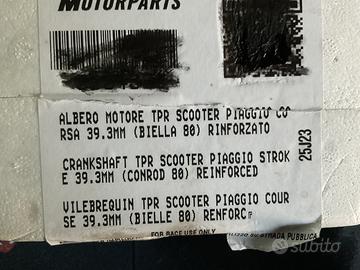 MOTORPARTS
ALBERO MOTORE TPR SCOOTER PIAGGIO CO
RSA 39.3MM (BIELLA 80) RINFORZATO
CRANKSHAFT TPR SCOOTER PIAGGIO STROK
E 39.3MM (CONROD 80) REINFORCED
VILEBREQUIN TPR SCOOTER PIAGGIO COUR
SE 39.3MM (BIELLE 80) RENFORC
25J23
FOR RACE USE ONLY
STRADA PUBBLICA
subito